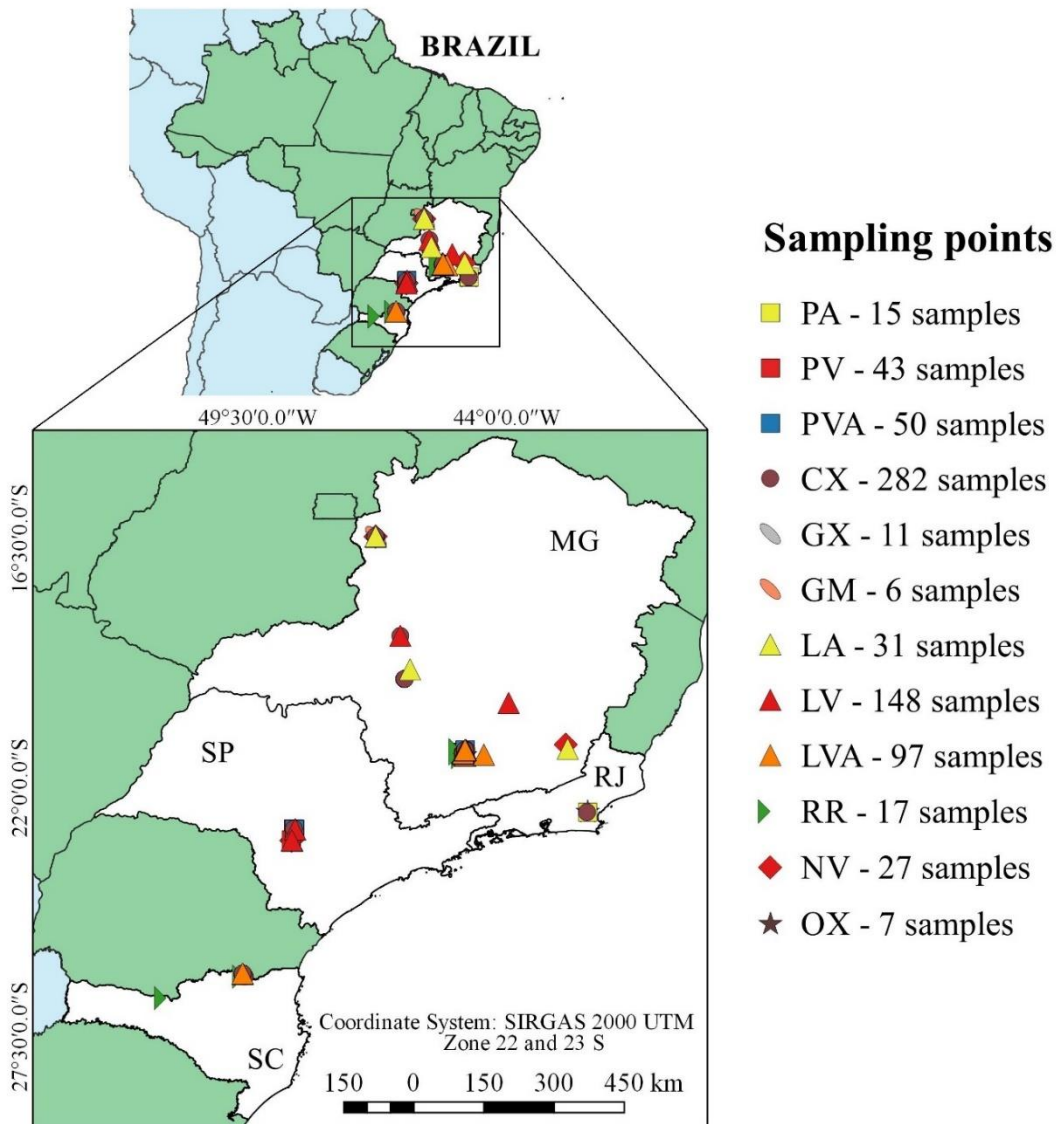 BRAZIL
49°30'0.0"W
44°0'0.0"W
16°30'0.0"S
22°0'0.0"S
27°30'0.0"S
MG
SP
RJ
SC
Coordinate System: SIRGAS 2000 UTM
Zone 22 and 23 S
150 0 150 300 450 km
Sampling points
PA - 15 samples
PV - 43 samples
PVA - 50 samples
CX - 282 samples
GX - 11 samples
GM - 6 samples
LA - 31 samples
LV - 148 samples
LVA - 97 samples
RR - 17 samples
NV - 27 samples
OX - 7 samples